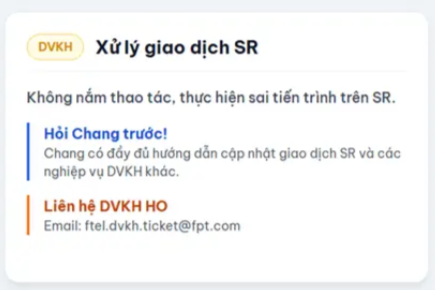 DVKH Xử lý giao dịch SR
Không nắm thao tác, thực hiện sai tiến trình trên SR.
Hỏi Chang trước!
Chang có đầy đủ hướng dẫn cập nhật giao dịch SR và các
nghiệp vụ DVKH khác.
Liên hệ DVKH HO
Email: ftel.dvkh.ticket@fpt.com